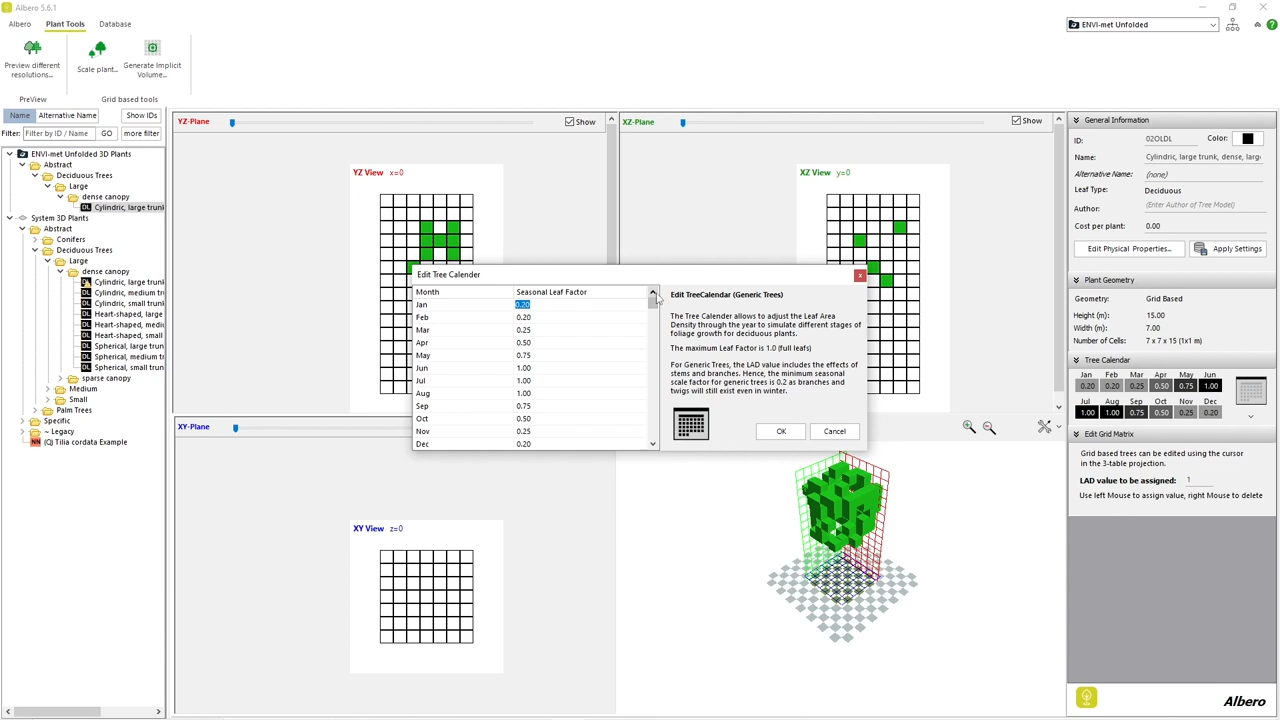 Albero 5.6.1
Albero Plant Tools Database
ENVI-met Unfolded
Preview different resolutions...
Scale plant...
Generate Implicit Volume...
PreView
Grid based tools
Name Alternative Name Show IDs
Filter: Filter by ID / Name GO more filter
ENVI-met Unfolded 3D Plants
Abstract
Deciduous Trees
Large
dense canopy
DL Cylindric, large trunk
System 3D Plants
Abstract
Conifers
Deciduous Trees
Large
dense canopy
Cylindric, large trunk
DL Cylindric, medium tr
DL Cylindric, small trunk
DL Heart-shaped, large
DL Heart-shaped, medi
DL Heart-shaped, small
DL Spherical, large trun
DL Spherical, medium t
DL Spherical, small trun
sparse canopy
Medium
Small
Palm Trees
Specific
~ Legacy
NN (Q) Tilia cordata Example
YZ-Plane Show
YZ View x=0
XZ-Plane Show
XZ View y=0
XY-Plane
XY View z=0
Edit Tree Calender
x
Month Seasonal Leaf Factor
Jan 0.20
Feb 0.20
Mar 0.25
Apr 0.50
May 0.75
Jun 1.00
Jul 1.00
Aug 1.00
Sep 0.75
Oct 0.50
Nov 0.25
Dec 0.20
Edit TreeCalendar (Generic Trees)
The Tree Calender allows to adjust the Leaf Area
Density through the year to simulate different stages of
foliage growth for deciduous plants.
The maximum Leaf Factor is 1.0 (full leafs)
For Generic Trees, the LAD value includes the effects of
stems and branches. Hence, the minimum seasonal
scale factor for generic trees is 0.2 as branches and
twigs will still exist even in winter.
OK Cancel
General Information
ID: 02OLDL Color:
Name: Cylindric, large trunk, dense, larg
Alternative Name: (none)
Leaf Type: Deciduous
Author: (Enter Author of Tree Model)
Cost per plant: 0.00
Edit Physical Properties... Apply Settings
Plant Geometry
Geometry: Grid Based
Height (m): 15.00
Width (m): 7.00
Number of Cells: 7 x 7 x 15 (1x1 m)
Tree Calendar
Jan Feb Mar Apr May Jun
0.20 0.20 0.25 0.50 0.75 1.00
Jul Aug Sep Oct Nov Dec
1.00 1.00 0.75 0.50 0.25 0.20
Edit Grid Matrix
Grid based trees can be edited using the cursor
in the 3-table projection.
LAD value to be assigned: 1
Use left Mouse to assign value, right Mouse to delete
Albero